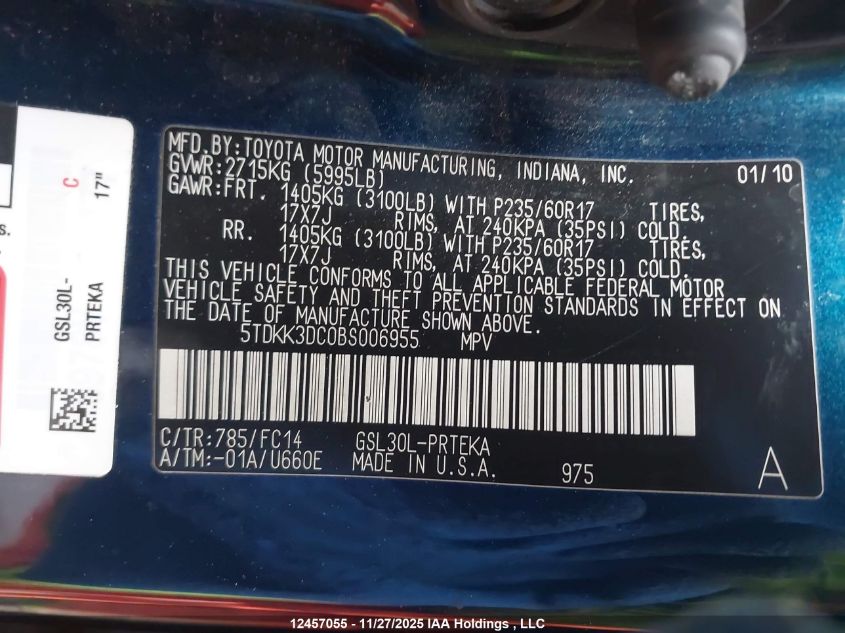 MFD.BY:TOYOTA MOTOR MANUFACTURING, INDIANA, INC. 01/10
GVWR:2715KG (5995LB)
GAWR:FRT. 1405KG (3100LB) WITH P235/60R17 TIRES,
17X7J RIMS, AT 240KPA (35PSI) COLD.
RR. 1405KG (3100LB) WITH P235/60R17 TIRES,
17X7J RIMS, AT 240KPA (35PSI) COLD.
THIS VEHICLE CONFORMS TO ALL APPLICABLE FEDERAL MOTOR
VEHICLE SAFETY AND THEFT PREVENTION STANDARDS IN EFFECT ON
THE DATE OF MANUFACTURE SHOWN ABOVE.
5TDKK3DC0BS006955 MPV
C/TR:785/FC14 GSL30L-PRTEKA
A/TM:-01A/U660E MADE IN U.S.A. 975 A
s.
C 17"
GSL30L-
PRTEKA
12457055 - 11/27/2025 IAA Holdings , LLC